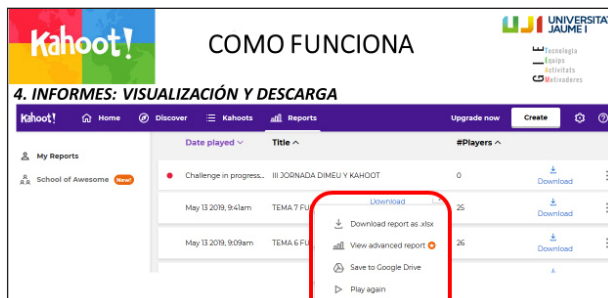 Kahoot!
COMO FUNCIONA
UNIVERSITAT
JAUME I
Tecnologia
Equips
Activitats
Motivadores
4. INFORMES: VISUALIZACIÓN Y DESCARGA
Kahoot! Home Discover Kahoots Reports Upgrade now Create
Date played Title #Players
My Reports
School of Awesome New!
Challenge in progress... III JORNADA DIMEU Y KAHOOT 0 Download
May 13 2019, 9:41am TEMA 7 FU Download 25 Download
Download report as .xlsx
May 13 2019, 9:09am TEMA 6 FU View advanced report 26 Download
Save to Google Drive
Play again